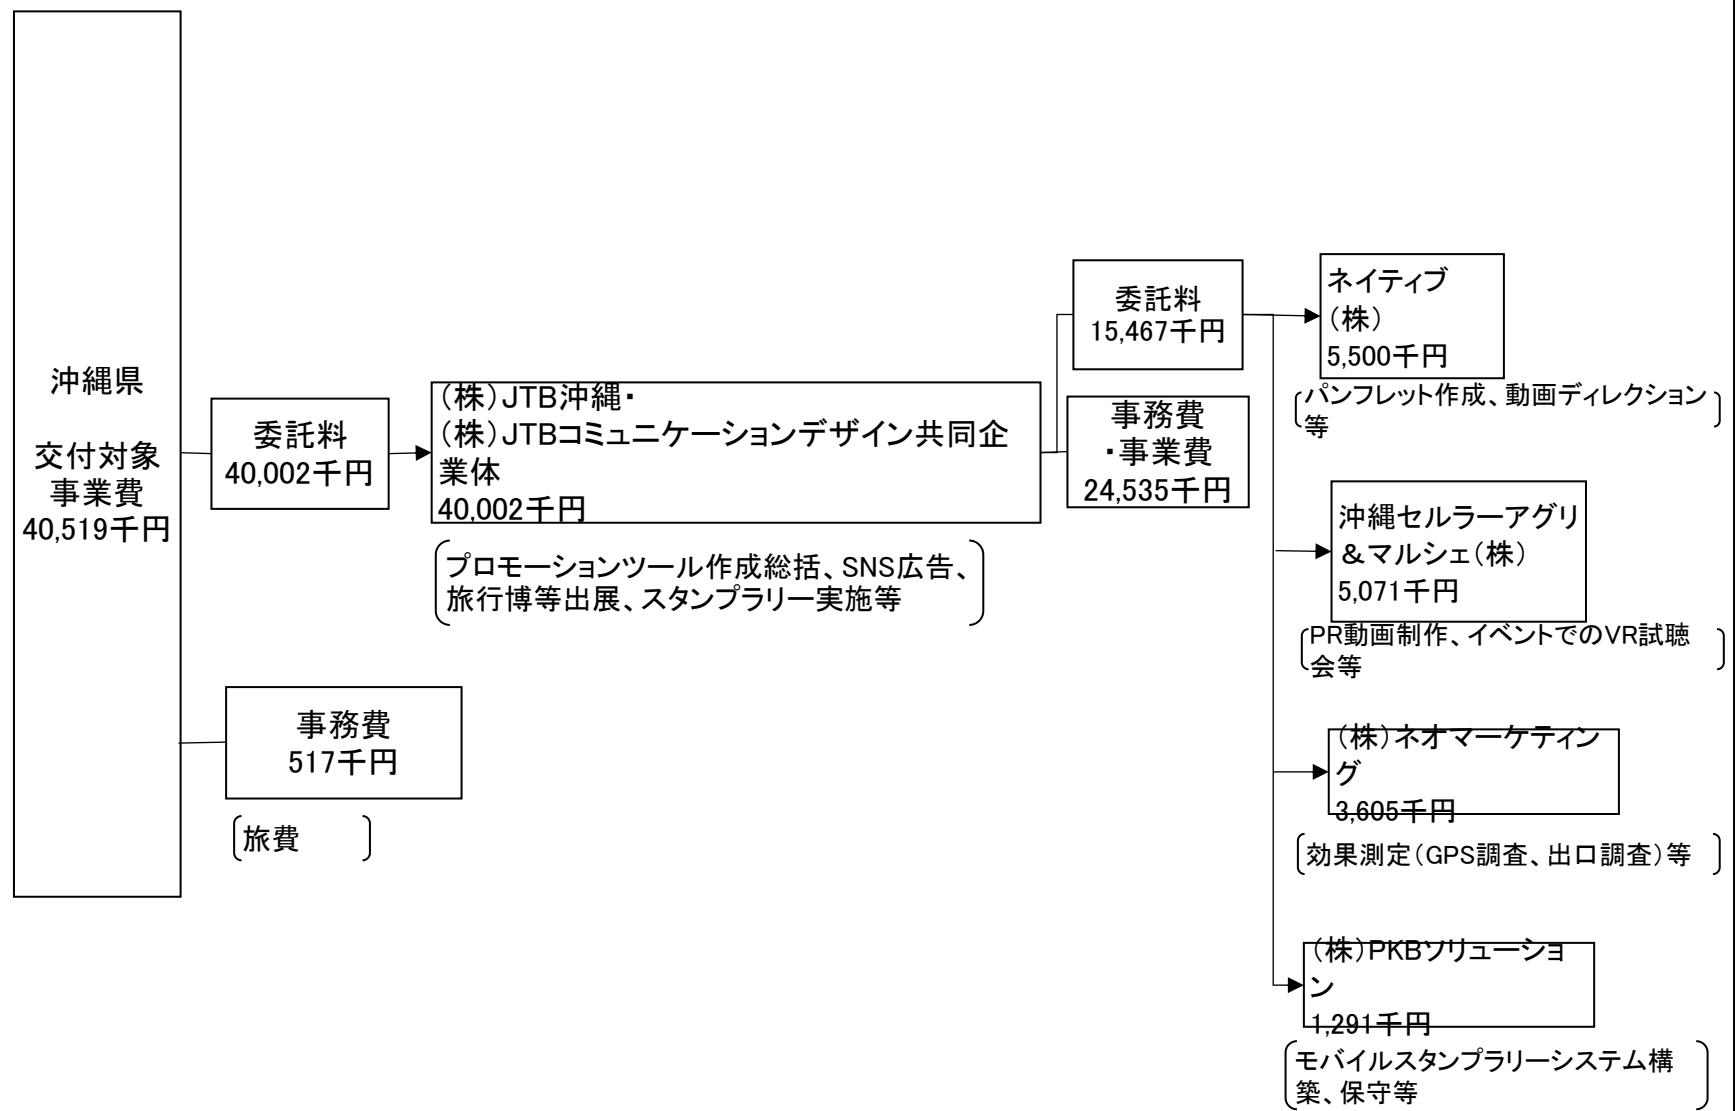 沖縄県
交付対象
事業費
40,519千円
委託料
40,002千円
(株)JTB沖縄・
(株)JTBコミュニケーションデザイン共同企
業体
40,002千円
プロモーションツール作成総括、SNS広告、
旅行博等出展、スタンプラリー実施等
事務費
517千円
旅費
委託料
15,467千円
事務費
・事業費
24,535千円
ネイティブ
(株)
5,500千円
パンフレット作成、動画ディレクション
等
沖縄セルラーアグリ
&マルシェ(株)
5,071千円
PR動画制作、イベントでのVR試聴
会等
(株)ネオマーケティン
グ
3,605千円
効果測定(GPS調査、出口調査)等
(株)PKBソリューショ
ン
1,291千円
モバイルスタンプラリーシステム構
築、保守等